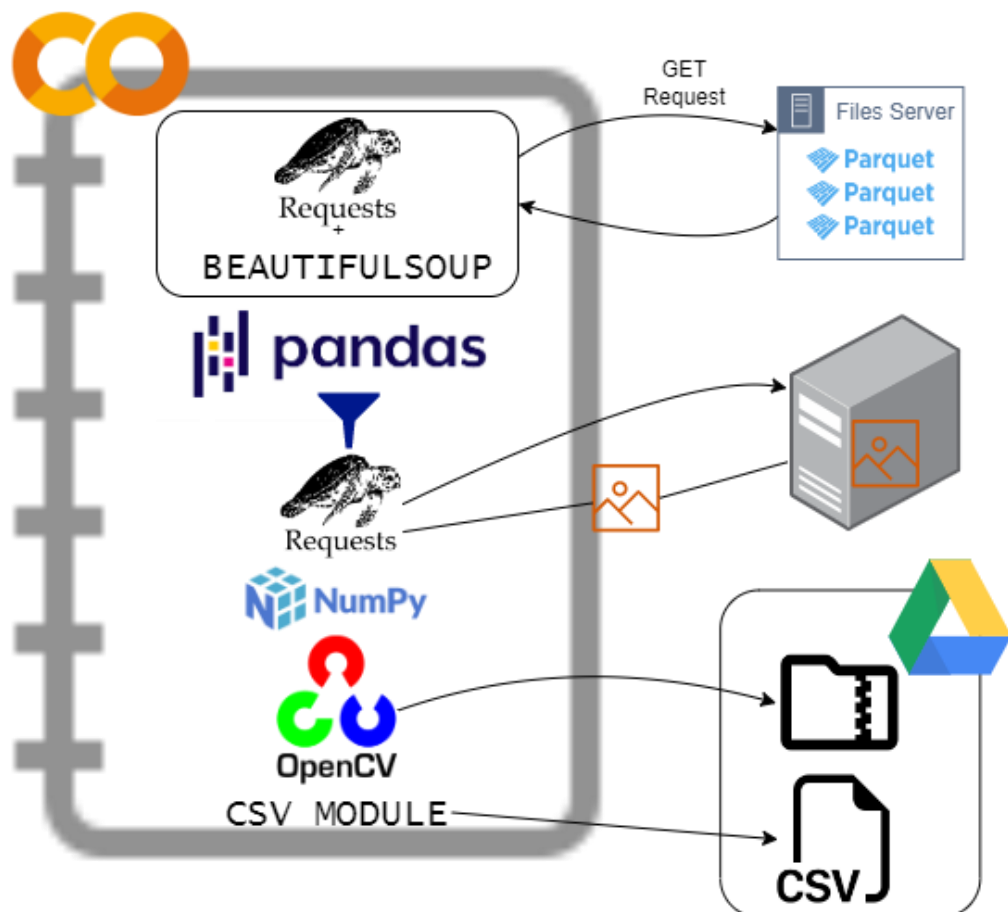 GET
Request
Files Server
Parquet
Parquet
Parquet
Requests
+
BEAUTIFULSOUP
pandas
Requests
NumPy
OpenCV
CSV MODULE
CSV